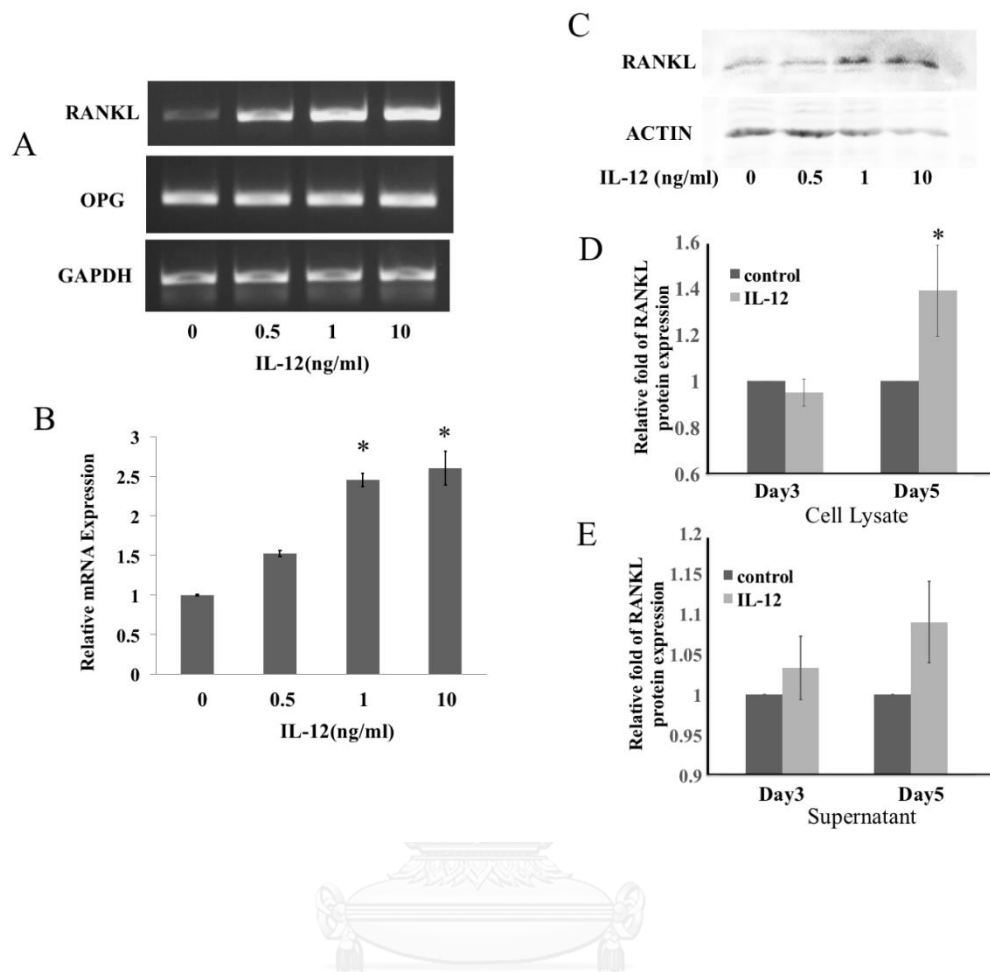 A
RANKL
OPG
GAPDH
0 0.5 1 10
IL-12(ng/ml)
B
Relative mRNA Expression
3
2.5
2
1.5
1
0.5
0
* *
0 0.5 1 10
IL-12(ng/ml)
C
RANKL
ACTIN
IL-12 (ng/ml) 0 0.5 1 10
D
Relative fold of RANKL
protein expression
1.6
1.4
1.2
1
0.8
0.6
control
IL-12
*
Day3 Day5
Cell Lysate
E
Relative fold of RANKL
protein expression
1.2
1.15
1.1
1.05
1
0.95
0.9
control
IL-12
Day3 Day5
Supernatant